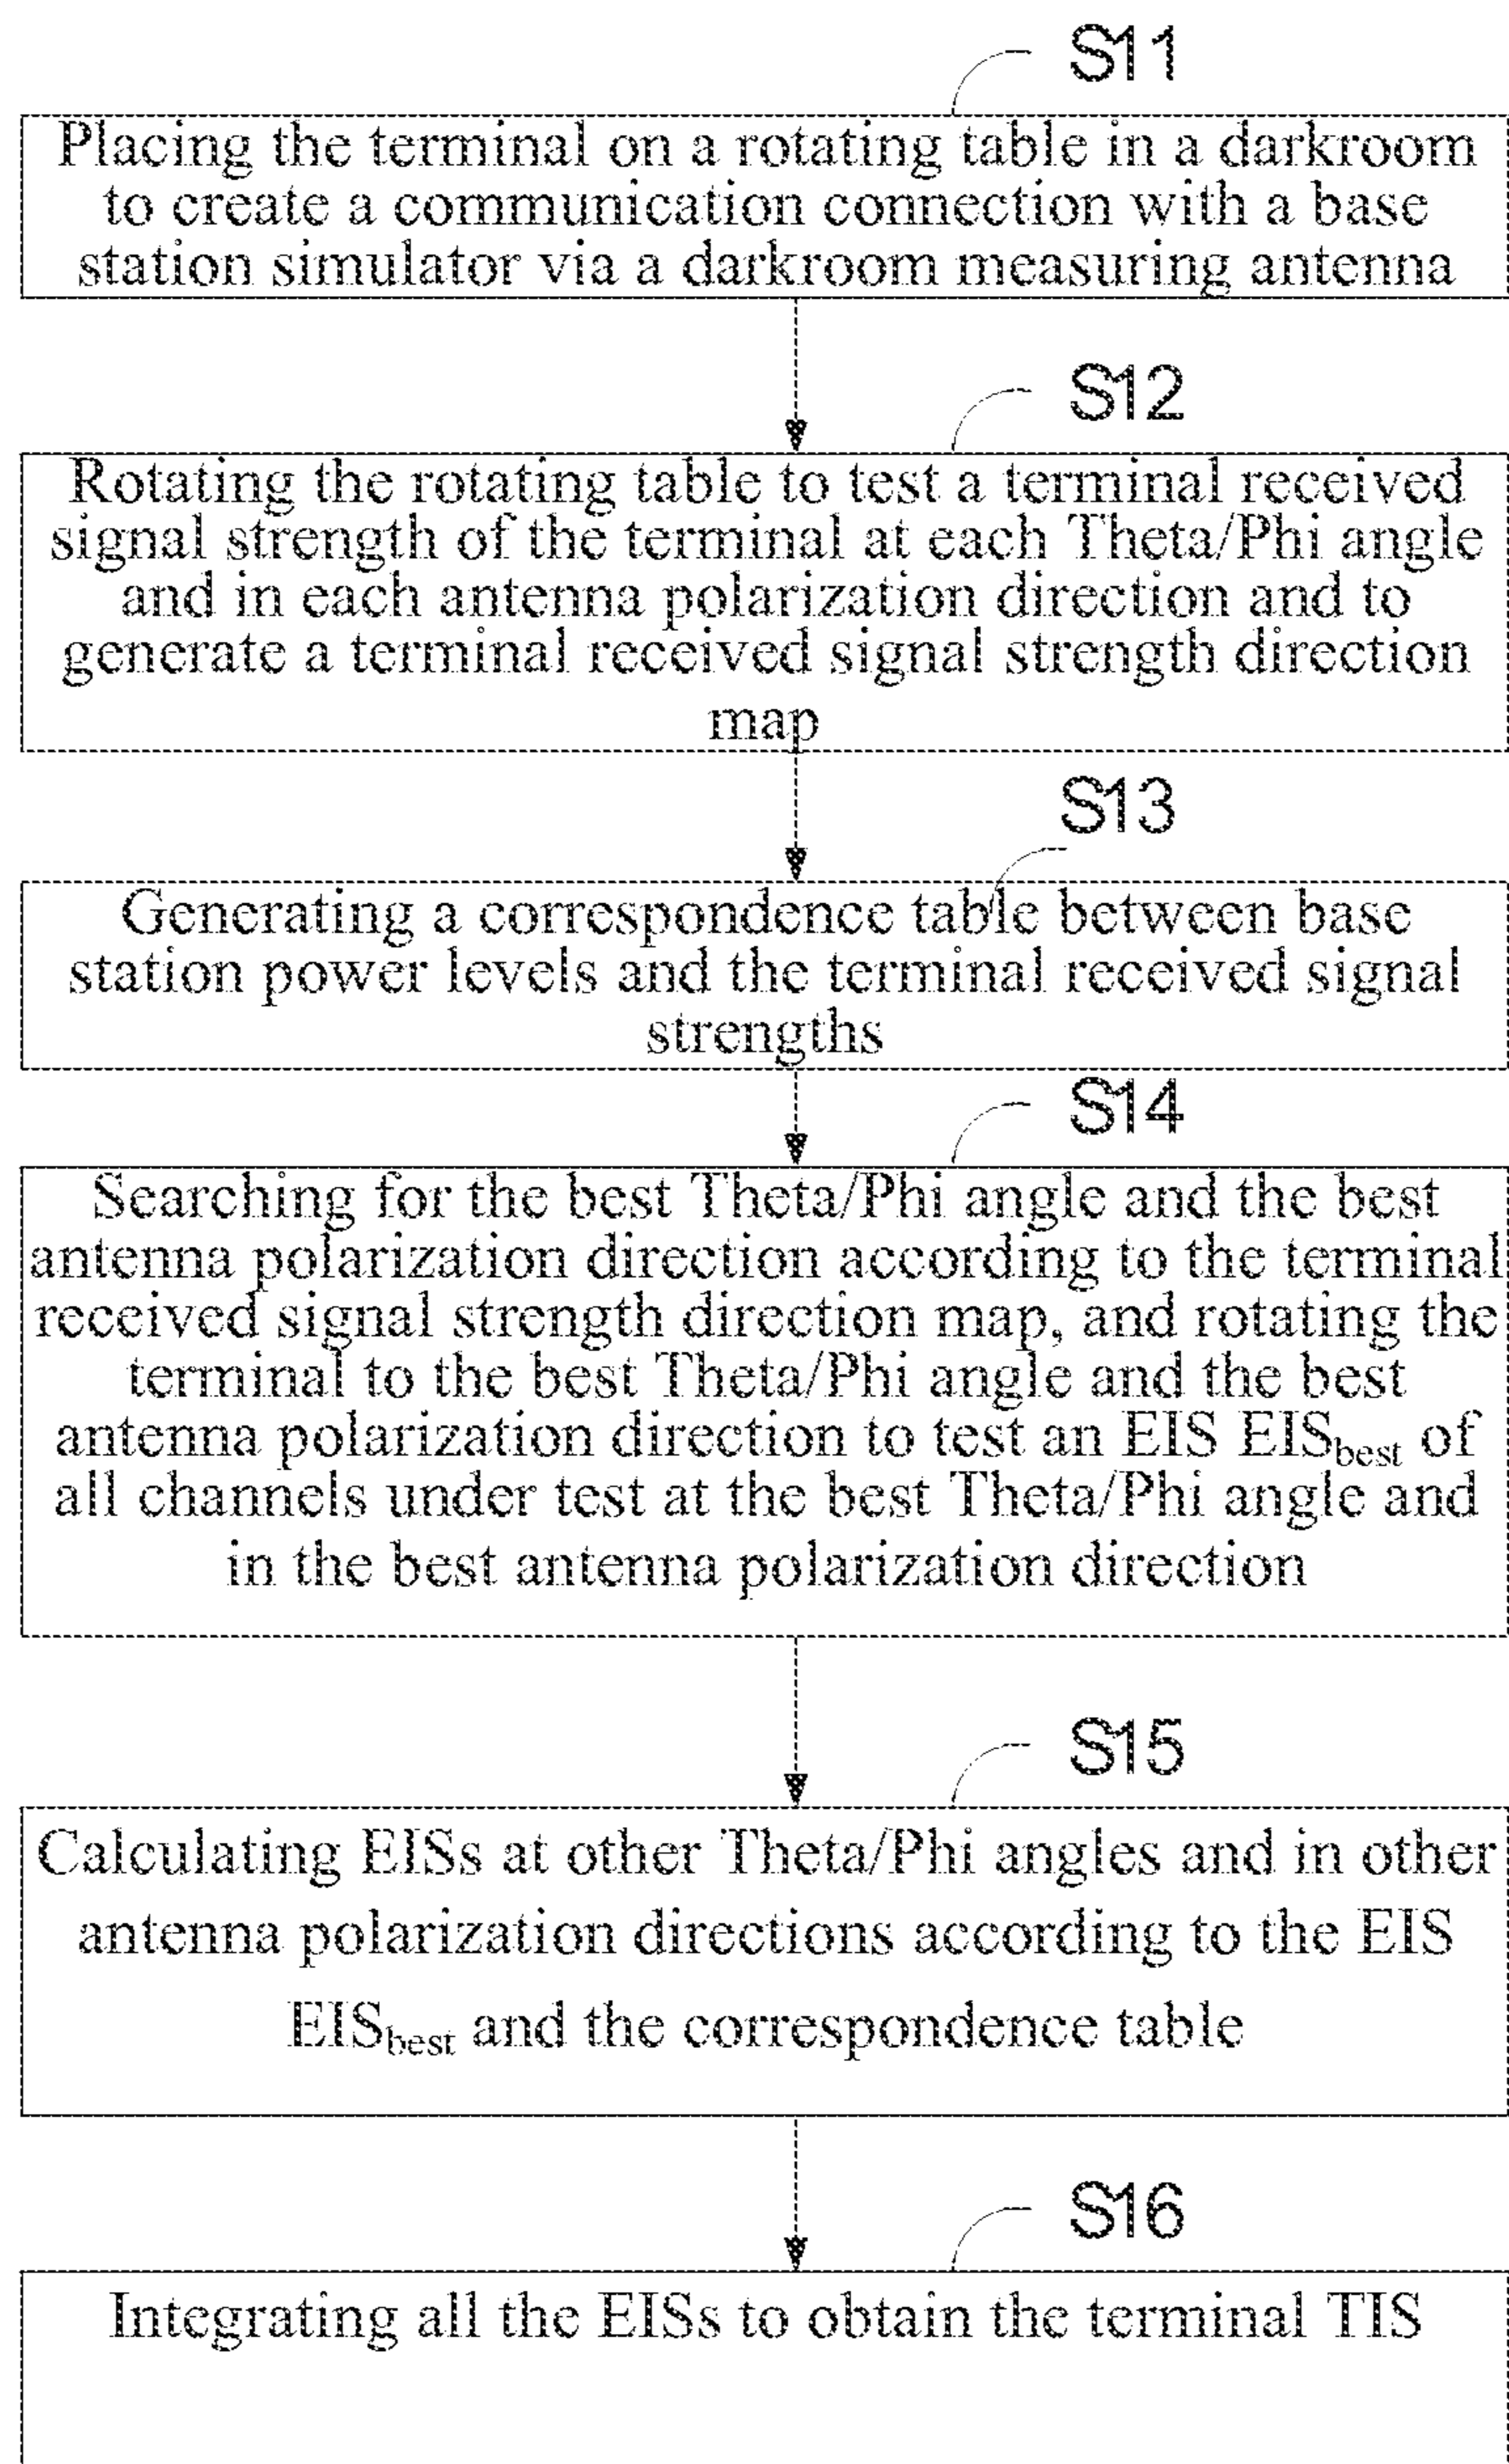 S11
Placing the terminal on a rotating table in a darkroom
to create a communication connection with a base
station simulator via a darkroom measuring antenna
S12
Rotating the rotating table to test a terminal received
signal strength of the terminal at each Theta/Phi angle
and in each antenna polarization direction and to
generate a terminal received signal strength direction
map
S13
Generating a correspondence table between base
station power levels and the terminal received signal
strengths
S14
Searching for the best Theta/Phi angle and the best
antenna polarization direction according to the terminal
received signal strength direction map, and rotating the
terminal to the best Theta/Phi angle and the best
antenna polarization direction to test an EIS EISbest of
all channels under test at the best Theta/Phi angle and
in the best antenna polarization direction
S15
Calculating EISs at other Theta/Phi angles and in other
antenna polarization directions according to the EIS
EISbest and the correspondence table
S16
Integrating all the EISs to obtain the terminal TIS